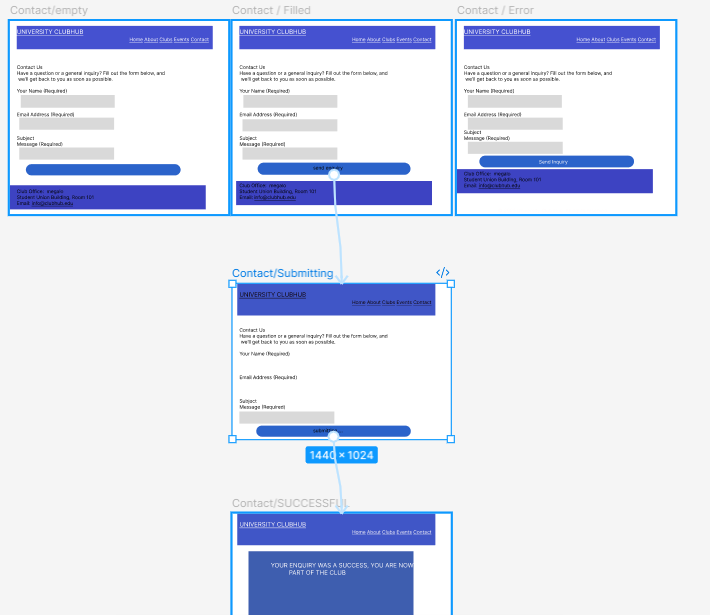 Contact/empty
Contact / Filled
Contact / Error
UNIVERSITY CLUBHUB
Home About Clubs Events Contact
Contact Us
Have a question or a general inquiry? Fill out the form below, and
we'll get back to you as soon as possible.
Your Name (Required)
Email Address (Required)
Subject
Message (Required)
Club Office: megalo
Student Union Building, Room 101
Email: info@clubhub.edu
UNIVERSITY CLUBHUB
Home About Clubs Events Contact
Contact Us
Have a question or a general inquiry? Fill out the form below, and
we'll get back to you as soon as possible.
Your Name (Required)
Email Address (Required)
Subject
Message (Required)
send inquiry
Club Office: megalo
Student Union Building, Room 101
Email: info@clubhub.edu
UNIVERSITY CLUBHUB
Home About Clubs Events Contact
Contact Us
Have a question or a general inquiry? Fill out the form below, and
we'll get back to you as soon as possible.
Your Name (Required)
Email Address (Required)
Subject
Message (Required)
Send Inquiry
Club Office: megalo
Student Union Building, Room 101
Email: info@clubhub.edu
Contact/Submitting
</>
UNIVERSITY CLUBHUB
Home About Clubs Events Contact
Contact Us
Have a question or a general inquiry? Fill out the form below, and
we'll get back to you as soon as possible.
Your Name (Required)
Email Address (Required)
Subject
Message (Required)
1440 × 1024
Contact/SUCCESSFUL
UNIVERSITY CLUBHUB
Home About Clubs Events Contact
YOUR ENQUIRY WAS A SUCCESS, YOU ARE NOW
PART OF THE CLUB